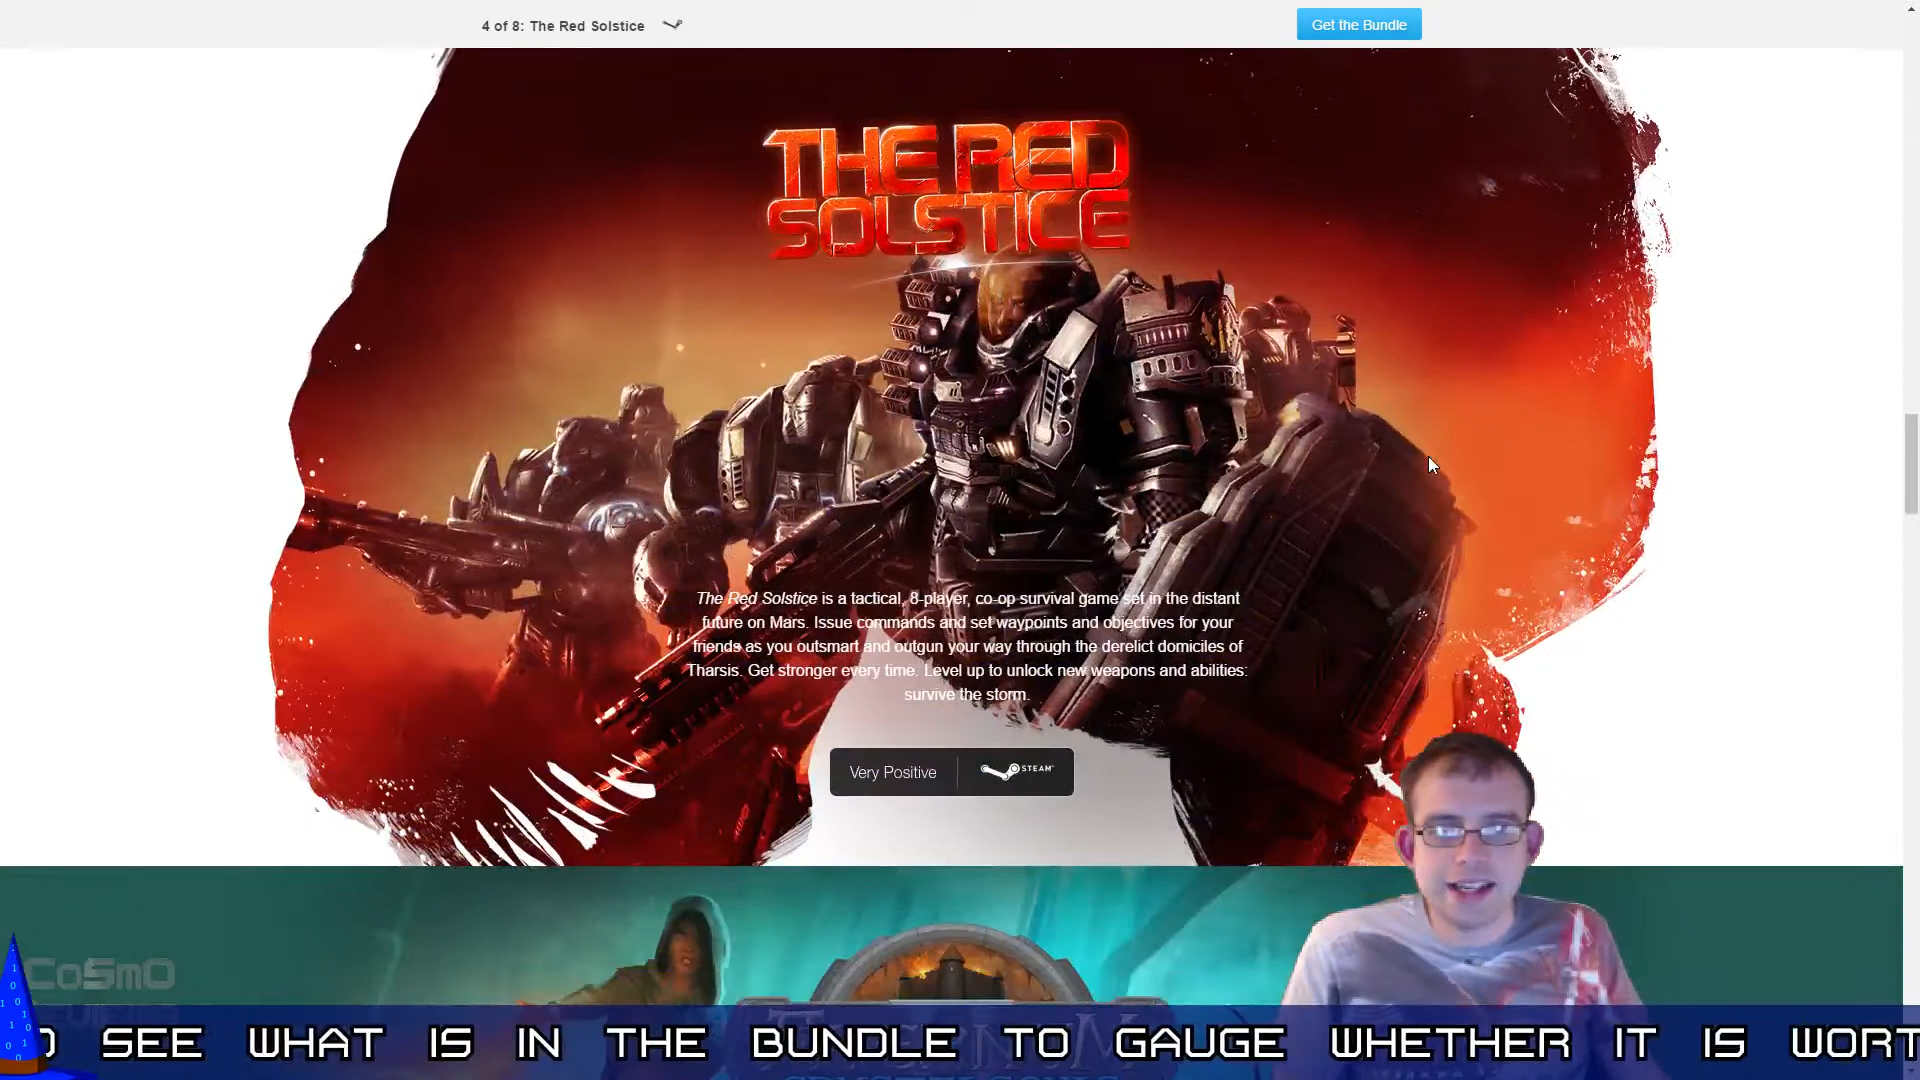 4 of 8: The Red Solstice
Get the Bundle
THE RED
SOLSTICE
The Red Solstice is a tactical, 8-player, co-op survival game set in the distant
future on Mars. Issue commands and set waypoints and objectives for your
friends as you outsmart and outgun your way through the derelict domiciles of
Tharsis. Get stronger every time. Level up to unlock new weapons and abilities:
survive the storm.
Very Positive
STEAM
CoSmO
SEE WHAT IS IN THE BUNDLE TO GAUGE WHETHER IT IS WORT